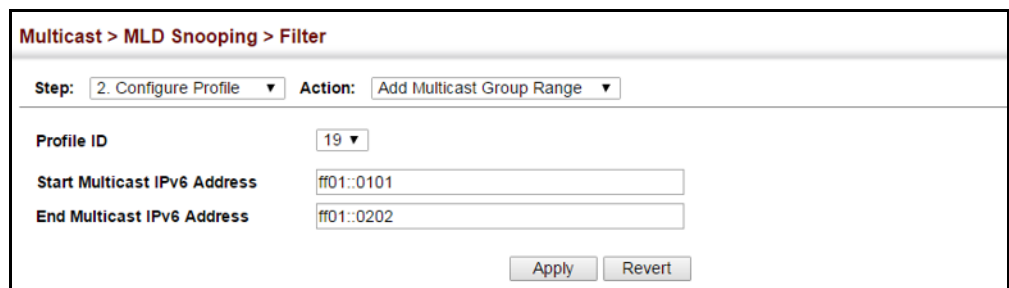 Multicast > MLD Snooping > Filter
Step: 2. Configure Profile Action: Add Multicast Group Range
Profile ID 19
Start Multicast IPv6 Address ff01::0101
End Multicast IPv6 Address ff01::0202
Apply Revert